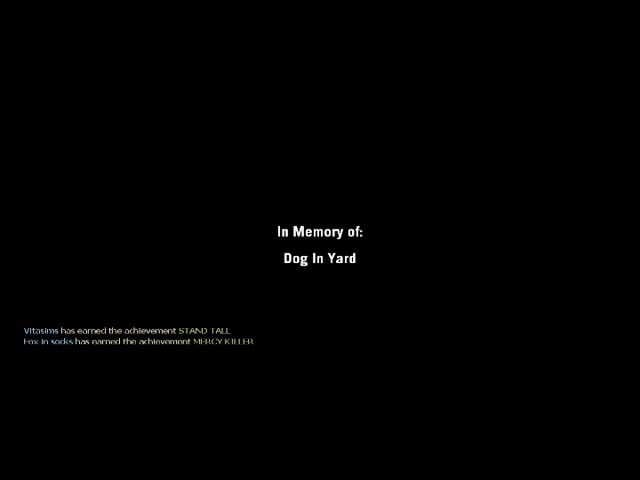 In Memory of:
Dog In Yard
Vitasims has earned the achievement STAND TALL
Fox in socks has earned the achievement MERCY KILLER